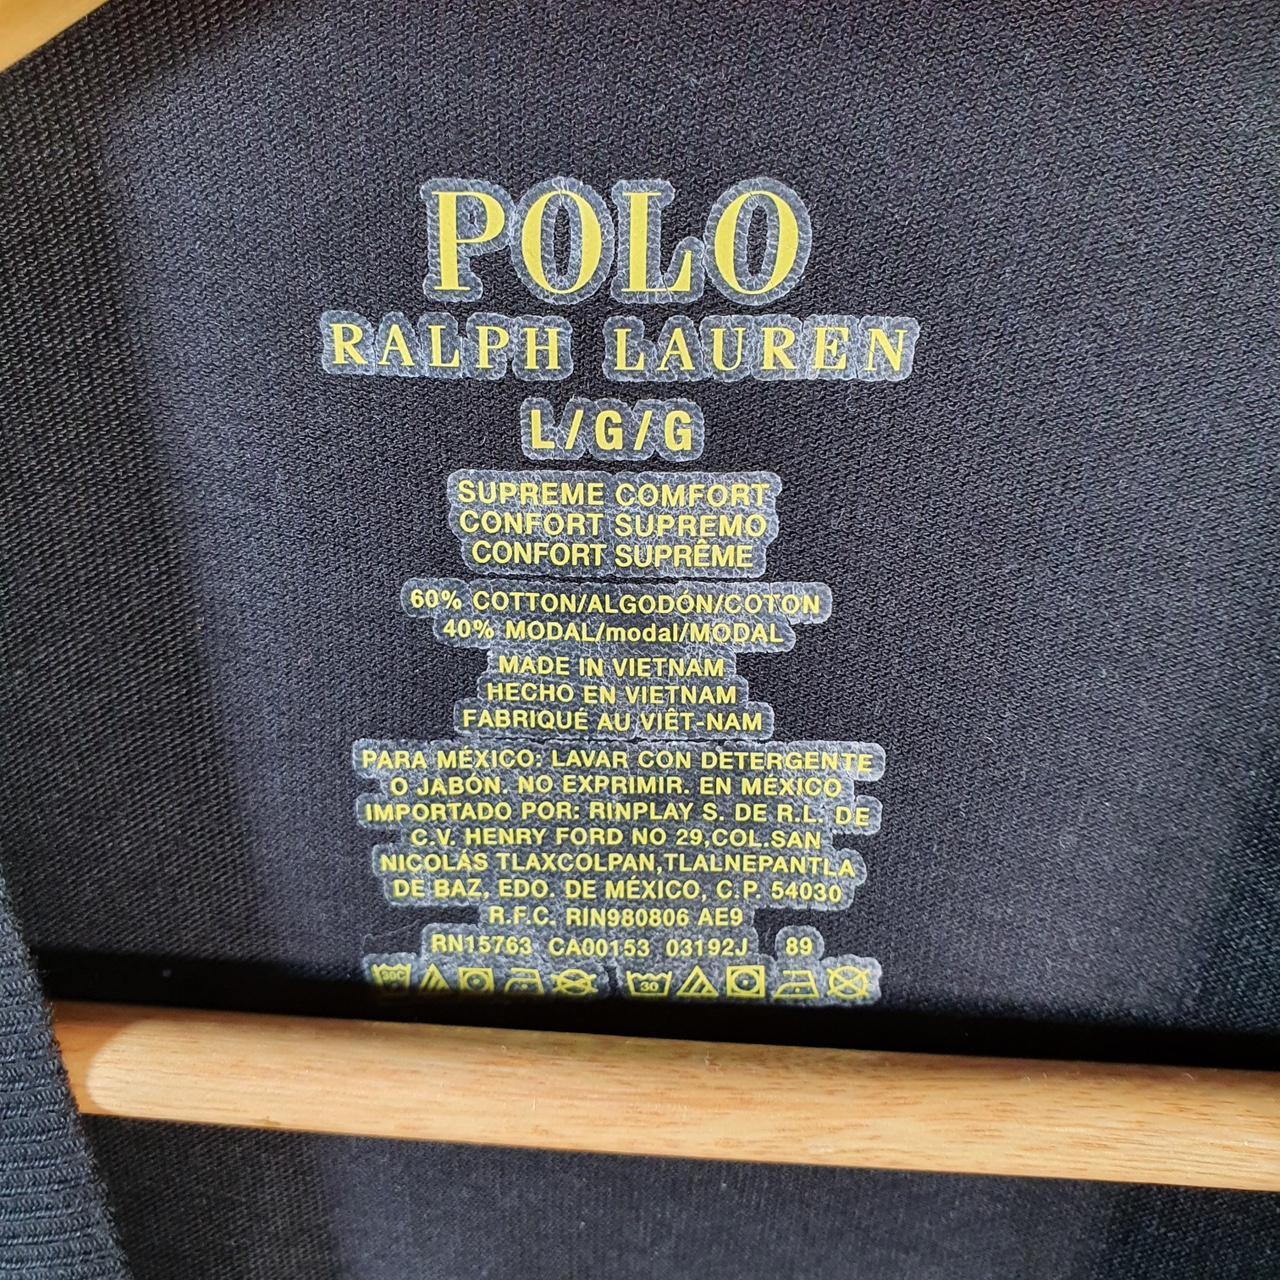 POLO
RALPH LAUREN
L/G/G
SUPREME COMFORT
CONFORT SUPREMO
CONFORT SUPRÊME
60% COTTON/ALGODÓN/COTON
40% MODAL/modal/MODAL
MADE IN VIETNAM
HECHO EN VIETNAM
FABRIQUÉ AU VIÊT-NAM
PARA MÉXICO: LAVAR CON DETERGENTE
O JABÓN. NO EXPRIMIR. EN MÉXICO
IMPORTADO POR: RINPLAY S. DE R.L. DE
C.V. HENRY FORD NO 29,COL.SAN
NICOLÁS TLAXCOLPAN,TLALNEPANTLA
DE BAZ, EDO. DE MÉXICO, C.P. 54030
R.F.C. RIN980806 AE9
RN15763 CA00153 03192J 89
30